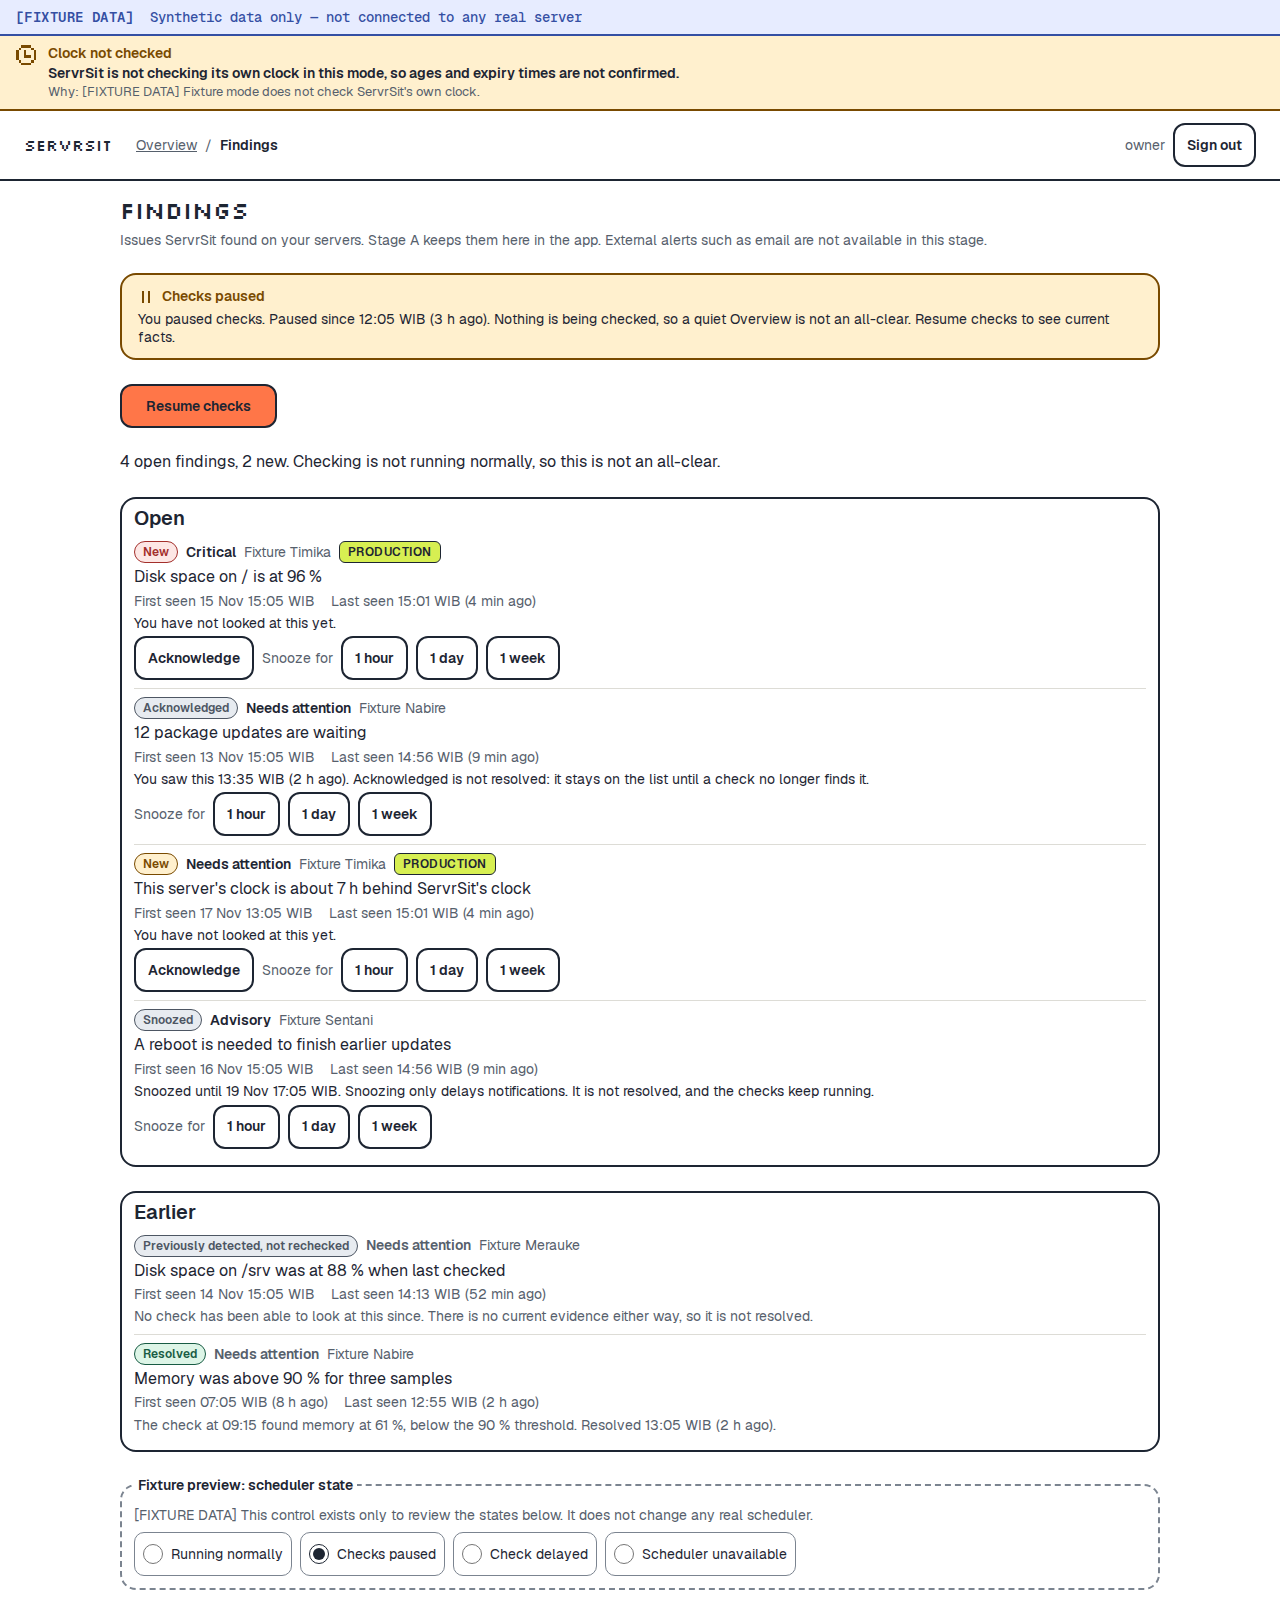 [FIXTURE DATA] Synthetic data only — not connected to any real server
Clock not checked
ServrSit is not checking its own clock in this mode, so ages and expiry times are not confirmed.
Why: [FIXTURE DATA] Fixture mode does not check ServrSit's own clock.
SERVRSIT Overview / Findings owner Sign out
FINDINGS
Issues ServrSit found on your servers. Stage A keeps them here in the app. External alerts such as email are not available in this stage.
Checks paused
You paused checks. Paused since 12:05 WIB (3 h ago). Nothing is being checked, so a quiet Overview is not an all-clear. Resume checks to see current
facts.
Resume checks
4 open findings, 2 new. Checking is not running normally, so this is not an all-clear.
Open
New Critical Fixture Timika PRODUCTION
Disk space on / is at 96 %
First seen 15 Nov 15:05 WIB Last seen 15:01 WIB (4 min ago)
You have not looked at this yet.
Acknowledge Snooze for 1 hour 1 day 1 week
Acknowledged Needs attention Fixture Nabire
12 package updates are waiting
First seen 13 Nov 15:05 WIB Last seen 14:56 WIB (9 min ago)
You saw this 13:35 WIB (2 h ago). Acknowledged is not resolved: it stays on the list until a check no longer finds it.
Snooze for 1 hour 1 day 1 week
New Needs attention Fixture Timika PRODUCTION
This server's clock is about 7 h behind ServrSit's clock
First seen 17 Nov 13:05 WIB Last seen 15:01 WIB (4 min ago)
You have not looked at this yet.
Acknowledge Snooze for 1 hour 1 day 1 week
Snoozed Advisory Fixture Sentani
A reboot is needed to finish earlier updates
First seen 16 Nov 15:05 WIB Last seen 14:56 WIB (9 min ago)
Snoozed until 19 Nov 17:05 WIB. Snoozing only delays notifications. It is not resolved, and the checks keep running.
Snooze for 1 hour 1 day 1 week
Earlier
Previously detected, not rechecked Needs attention Fixture Merauke
Disk space on /srv was at 88 % when last checked
First seen 14 Nov 15:05 WIB Last seen 14:13 WIB (52 min ago)
No check has been able to look at this since. There is no current evidence either way, so it is not resolved.
Resolved Needs attention Fixture Nabire
Memory was above 90 % for three samples
First seen 07:05 WIB (8 h ago) Last seen 12:55 WIB (2 h ago)
The check at 09:15 found memory at 61 %, below the 90 % threshold. Resolved 13:05 WIB (2 h ago).
Fixture preview: scheduler state
[FIXTURE DATA] This control exists only to review the states below. It does not change any real scheduler.
Running normally Checks paused Check delayed Scheduler unavailable